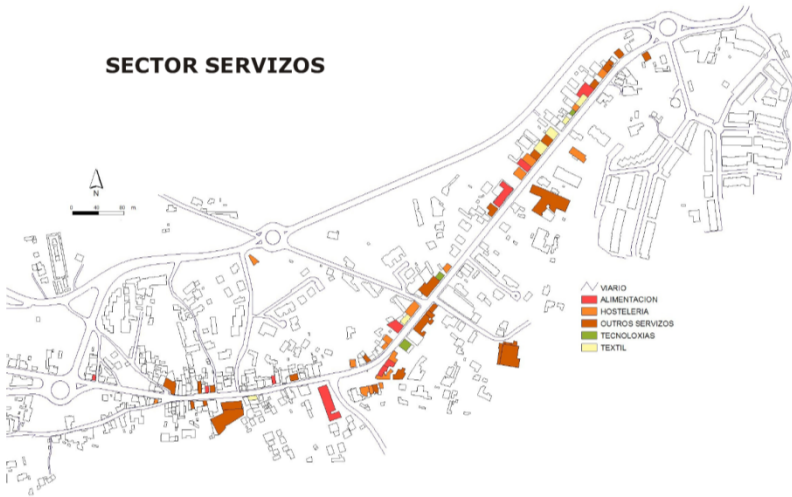 SECTOR SERVIZOS
N
0 40 80 m.
VIARIO
ALIMENTACION
HOSTELERIA
OUTROS SERVIZOS
TECNOLOXIAS
TEXTIL